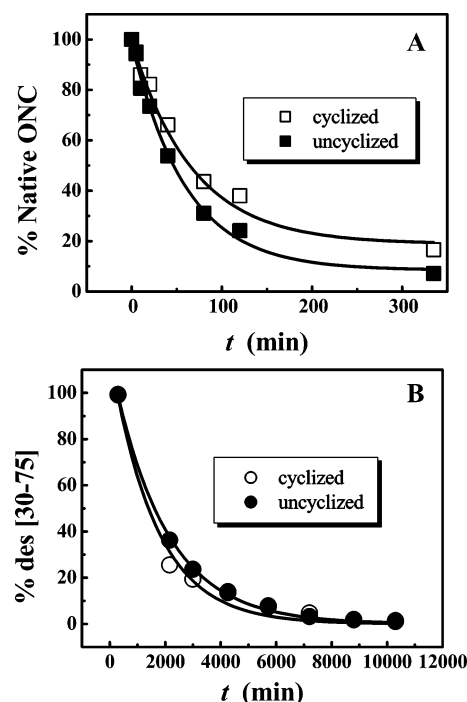 A
100
80
60
40
20
0
% Native ONC
cyclized
uncyclized
0 100 200 300
t (min)
B
100
80
60
40
20
0
% des [30-75]
cyclized
uncyclized
0 2000 4000 6000 8000 10000 12000
t (min)